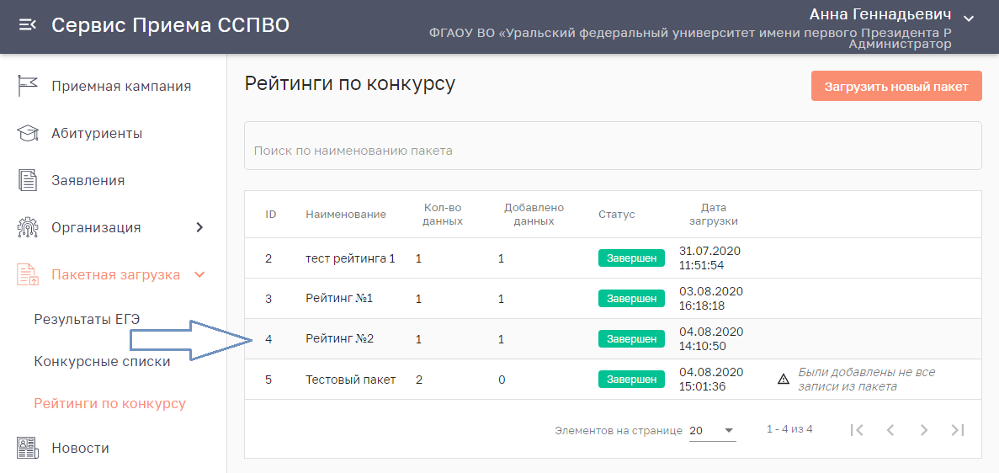 Сервис Приема ССПВО
Анна Геннадьевич
ФГАОУ ВО «Уральский федеральный университет имени первого Президента Р
Администратор
Приемная кампания
Абитуриенты
Заявления
Организация
Пакетная загрузка
Результаты ЕГЭ
Конкурсные списки
Рейтинги по конкурсу
Новости
Рейтинги по конкурсу
Загрузить новый пакет
Поиск по наименованию пакета
ID Наименование Кол-во данных Добавлено данных Статус Дата загрузки
2 тест рейтинга 1 1 1 Завершен 31.07.2020 11:51:54
3 Рейтинг №1 1 1 Завершен 03.08.2020 16:18:18
4 Рейтинг №2 1 1 Завершен 04.08.2020 14:10:50
5 Тестовый пакет 2 0 Завершен 04.08.2020 15:01:36 Были добавлены не все записи из пакета
Элементов на странице 20 1 - 4 из 4